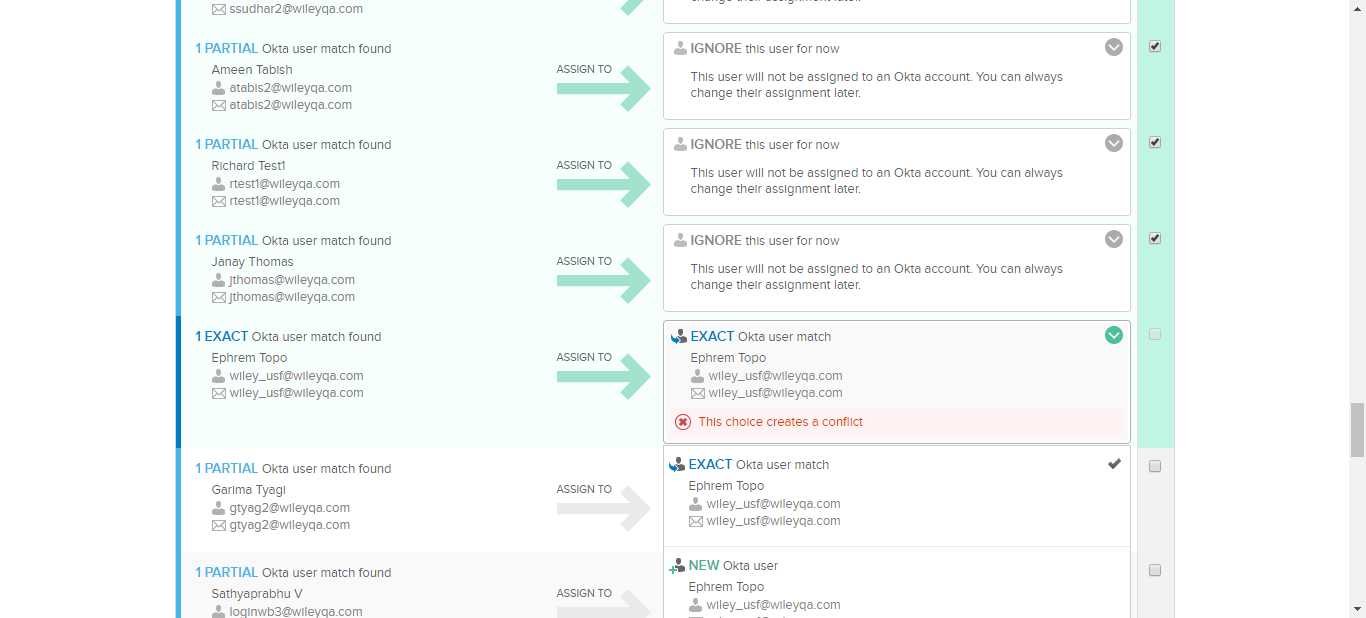 ssudhar2@wileyqa.com
1 PARTIAL Okta user match found
Ameen Tabish
atabis2@wileyqa.com
atabis2@wileyqa.com
ASSIGN TO
IGNORE this user for now
This user will not be assigned to an Okta account. You can always
change their assignment later.
1 PARTIAL Okta user match found
Richard Test1
rtest1@wileyqa.com
rtest1@wileyqa.com
ASSIGN TO
IGNORE this user for now
This user will not be assigned to an Okta account. You can always
change their assignment later.
1 PARTIAL Okta user match found
Janay Thomas
jthomas@wileyqa.com
jthomas@wileyqa.com
ASSIGN TO
IGNORE this user for now
This user will not be assigned to an Okta account. You can always
change their assignment later.
1 EXACT Okta user match found
Ephrem Topo
wiley_usf@wileyqa.com
wiley_usf@wileyqa.com
ASSIGN TO
EXACT Okta user match
Ephrem Topo
wiley_usf@wileyqa.com
wiley_usf@wileyqa.com
This choice creates a conflict
1 PARTIAL Okta user match found
Garima Tyagi
gtyag2@wileyqa.com
gtyag2@wileyqa.com
ASSIGN TO
EXACT Okta user match
Ephrem Topo
wiley_usf@wileyqa.com
wiley_usf@wileyqa.com
1 PARTIAL Okta user match found
Sathyaprabhu V
loginwb3@wileyqa.com
ASSIGN TO
NEW Okta user
Ephrem Topo
wiley_usf@wileyqa.com